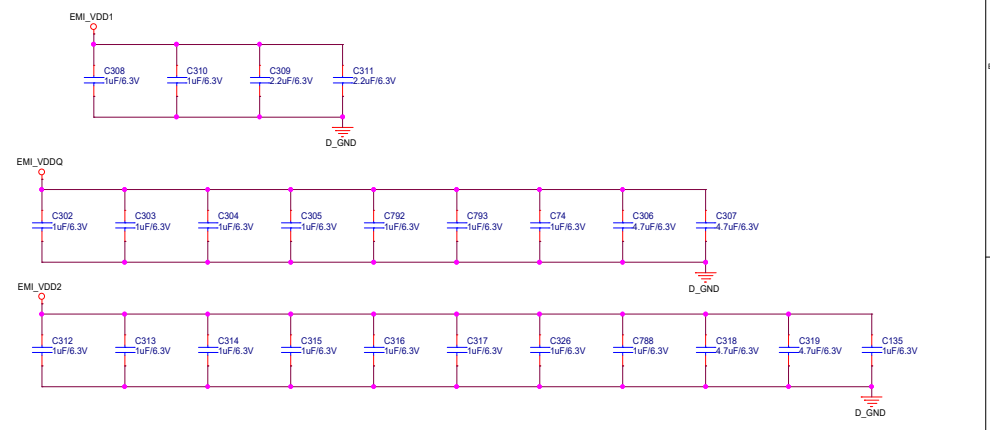 EMI_VDD1
C308
1uF/6.3V
C310
1uF/6.3V
C309
2.2uF/6.3V
C311
2.2uF/6.3V
D_GND
EMI_VDDQ
C302
1uF/6.3V
C303
1uF/6.3V
C304
1uF/6.3V
C305
1uF/6.3V
C792
1uF/6.3V
C793
1uF/6.3V
C74
1uF/6.3V
C306
4.7uF/6.3V
C307
4.7uF/6.3V
D_GND
EMI_VDD2
C312
1uF/6.3V
C313
1uF/6.3V
C314
1uF/6.3V
C315
1uF/6.3V
C316
1uF/6.3V
C317
1uF/6.3V
C326
1uF/6.3V
C788
1uF/6.3V
C318
4.7uF/6.3V
C319
4.7uF/6.3V
C135
1uF/6.3V
D_GND